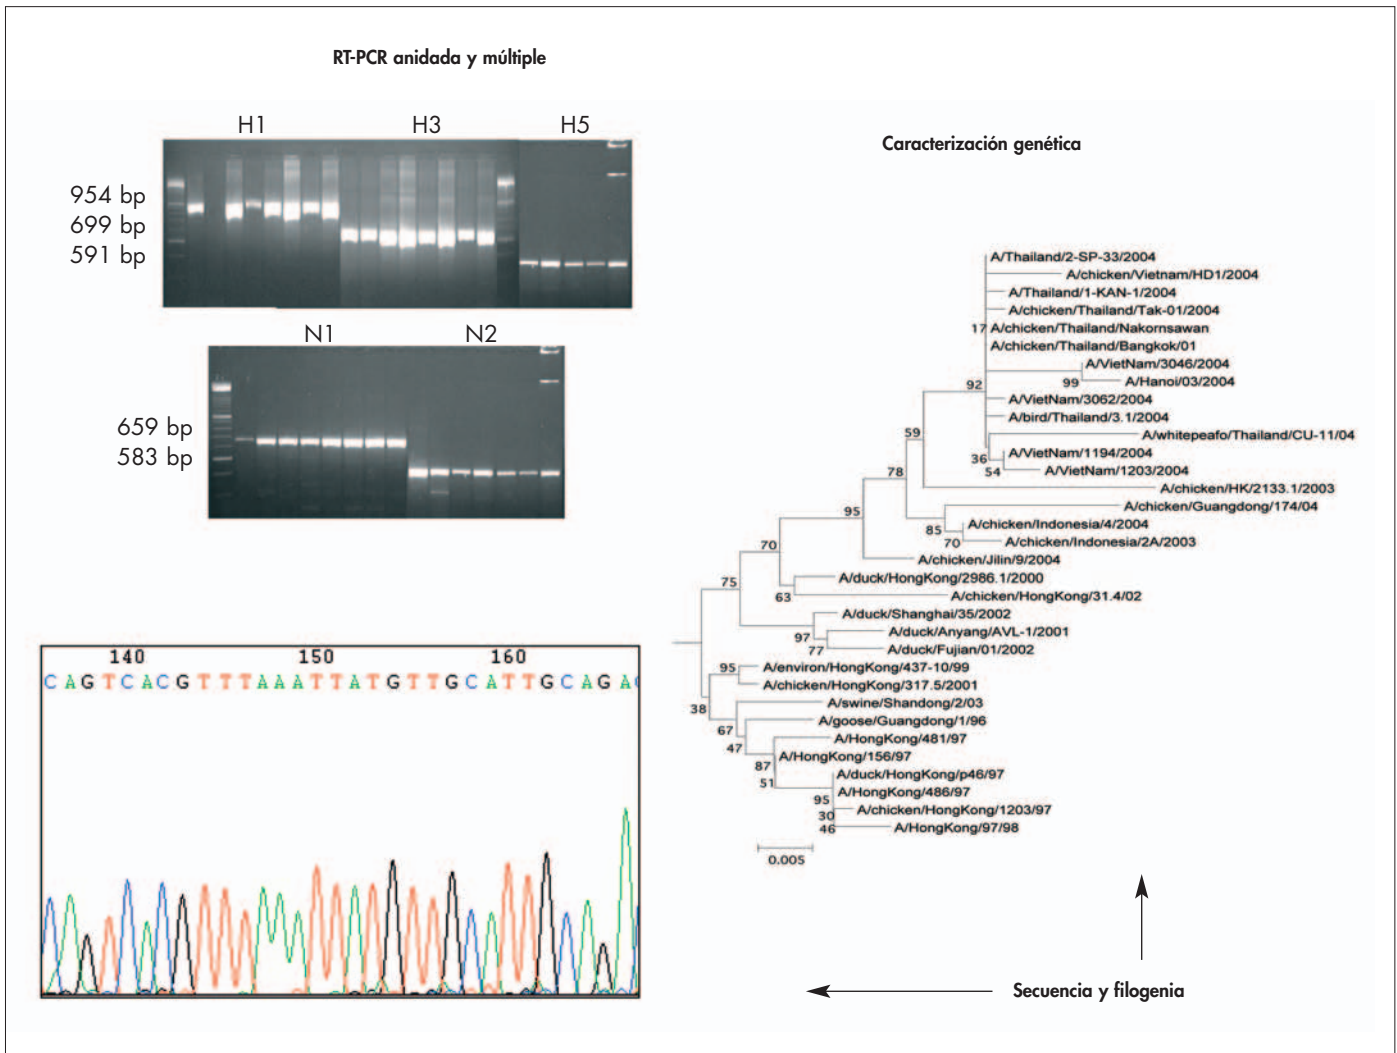 RT-PCR anidada y múltiple
H1 H3 H5
954 bp
699 bp
591 bp
N1 N2
659 bp
583 bp
140 150 160
C A G T C A C G T T T A A A T T A T G T T G C A T T G C A G A
Caracterización genética
A/Thailand/2-SP-33/2004
A/chicken/Vietnam/HD1/2004
A/Thailand/1-KAN-1/2004
A/chicken/Thailand/Tak-01/2004
17 A/chicken/Thailand/Nakornsawan
A/chicken/Thailand/Bangkok/01
A/VietNam/3046/2004
99 A/Hanoi/03/2004
92
A/VietNam/3062/2004
A/bird/Thailand/3.1/2004
59 A/whitepeafo/Thailand/CU-11/04
A/VietNam/1194/2004
36
54 A/VietNam/1203/2004
78
A/chicken/HK/2133.1/2003
A/chicken/Guangdong/174/04
95
85 A/chicken/Indonesia/4/2004
70 A/chicken/Indonesia/2A/2003
70
A/chicken/Jilin/9/2004
75 A/duck/HongKong/2986.1/2000
63 A/chicken/HongKong/31.4/02
A/duck/Shanghai/35/2002
97 A/duck/Anyang/AVL-1/2001
77 A/duck/Fujian/01/2002
95 A/environ/HongKong/437-10/99
A/chicken/HongKong/317.5/2001
38 A/swine/Shandong/2/03
67 A/goose/Guangdong/1/96
47 A/HongKong/481/97
87 A/HongKong/156/97
51 A/duck/HongKong/p46/97
95 A/HongKong/486/97
30 A/chicken/HongKong/1203/97
46 A/HongKong/97/98
0.005
Secuencia y filogenia